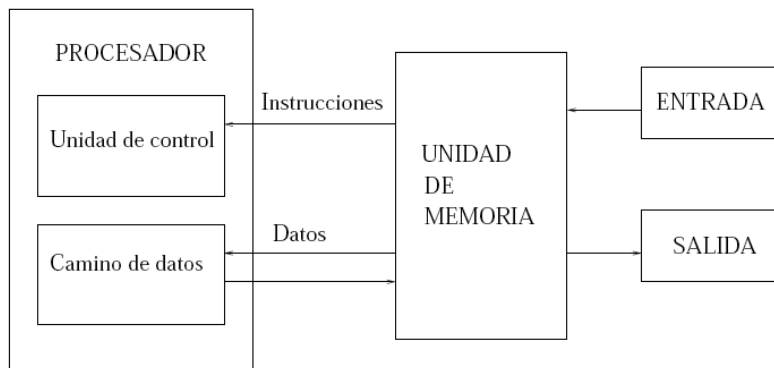 PROCESADOR
Unidad de control
Camino de datos
Instrucciones
Datos
UNIDAD
DE
MEMORIA
ENTRADA
SALIDA